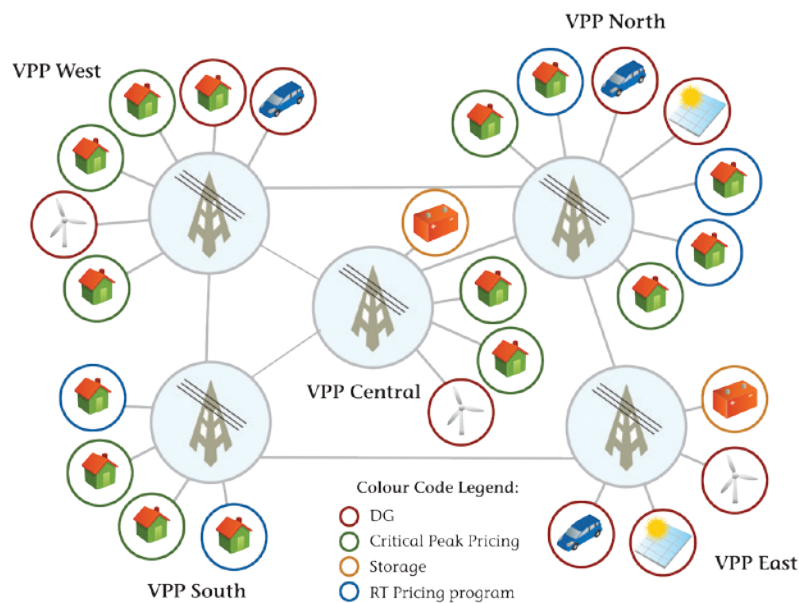 VPP North
VPP West
VPP Central
Colour Code Legend:
DG
Critical Peak Pricing
Storage
RT Pricing program
VPP East
VPP South